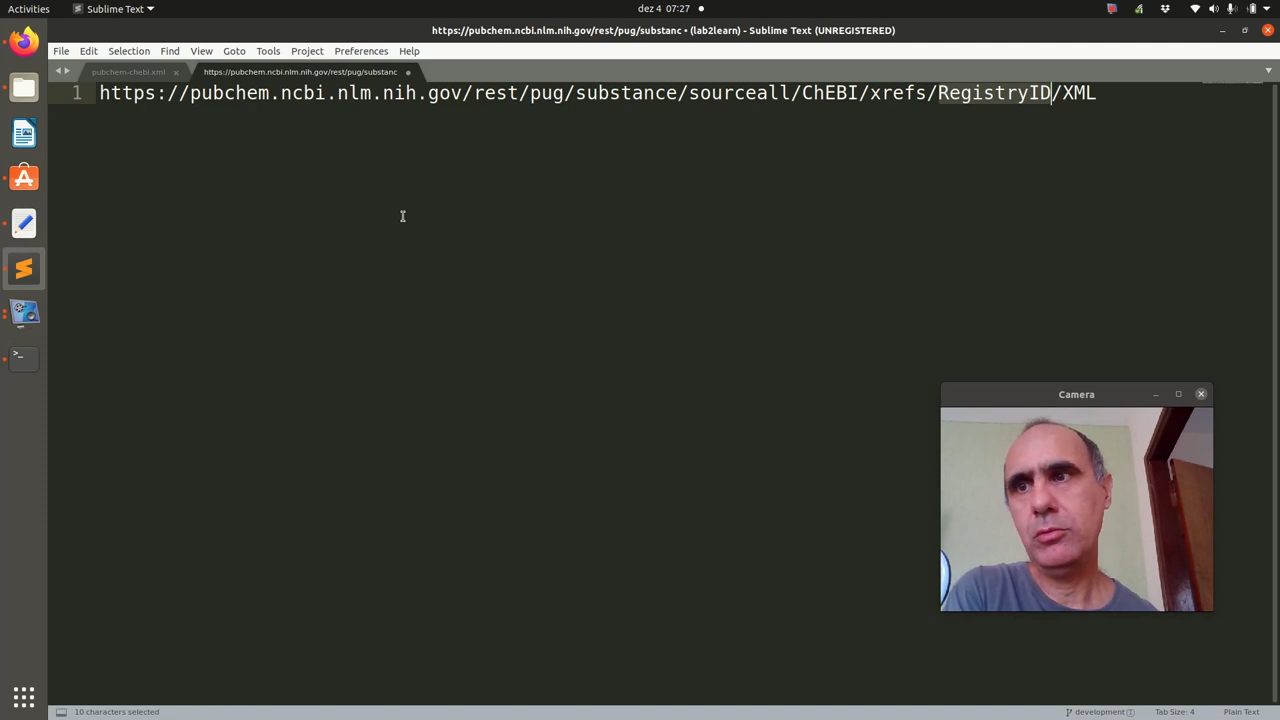 Activities
Sublime Text
dez 4 07:27
https://pubchem.ncbi.nlm.nih.gov/rest/pug/substanc • (lab2learn) - Sublime Text (UNREGISTERED)
File Edit Selection Find View Goto Tools Project Preferences Help
pubchem-chebi.xml
https://pubchem.ncbi.nlm.nih.gov/rest/pug/substanc
1 https://pubchem.ncbi.nlm.nih.gov/rest/pug/substance/sourceall/ChEBI/xrefs/RegistryID/XML
Camera
10 characters selected
development
Tab Size: 4
Plain Text